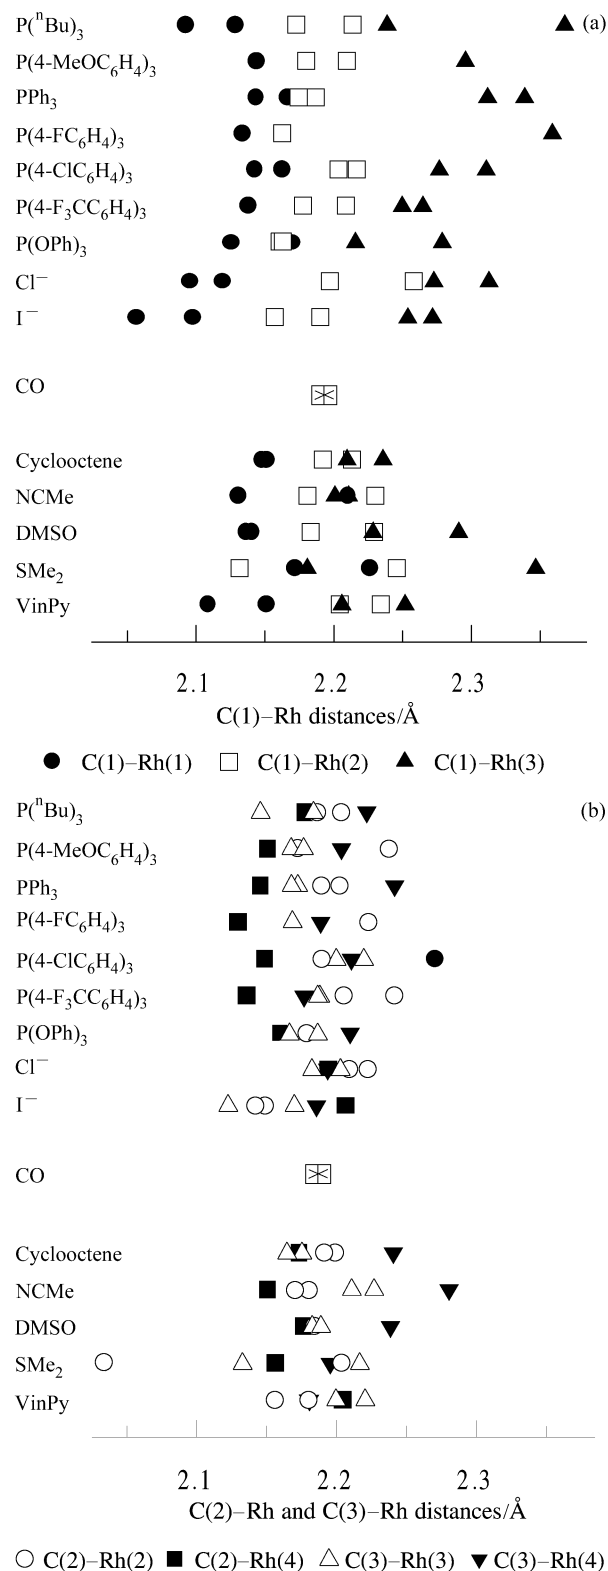 P(ⁿBu)₃ (a)
P(4-MeOC₆H₄)₃
PPh₃
P(4-FC₆H₄)₃
P(4-ClC₆H₄)₃
P(4-F₃CC₆H₄)₃
P(OPh)₃
Cl⁻
I⁻
CO
Cyclooctene
NCMe
DMSO
SMe₂
VinPy
2.1 2.2 2.3
C(1)–Rh distances/Å
C(1)–Rh(1) C(1)–Rh(2) C(1)–Rh(3)
P(ⁿBu)₃ (b)
P(4-MeOC₆H₄)₃
PPh₃
P(4-FC₆H₄)₃
P(4-ClC₆H₄)₃
P(4-F₃CC₆H₄)₃
P(OPh)₃
Cl⁻
I⁻
CO
Cyclooctene
NCMe
DMSO
SMe₂
VinPy
2.1 2.2 2.3
C(2)–Rh and C(3)–Rh distances/Å
C(2)–Rh(2) C(2)–Rh(4) C(3)–Rh(3) C(3)–Rh(4)